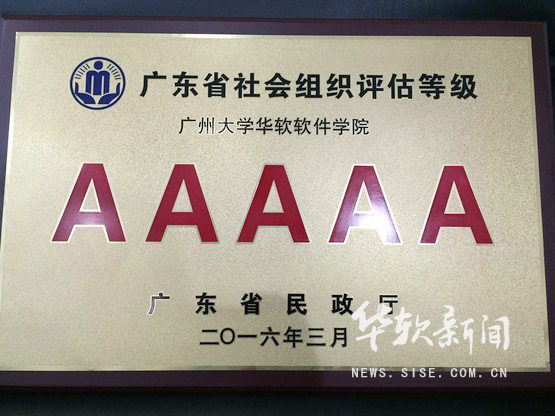 广东省社会组织评估等级
广州大学华软软件学院
AAAAA
广东省民政厅
二〇一六年三月
华软新闻
NEWS.SISE.COM.CN